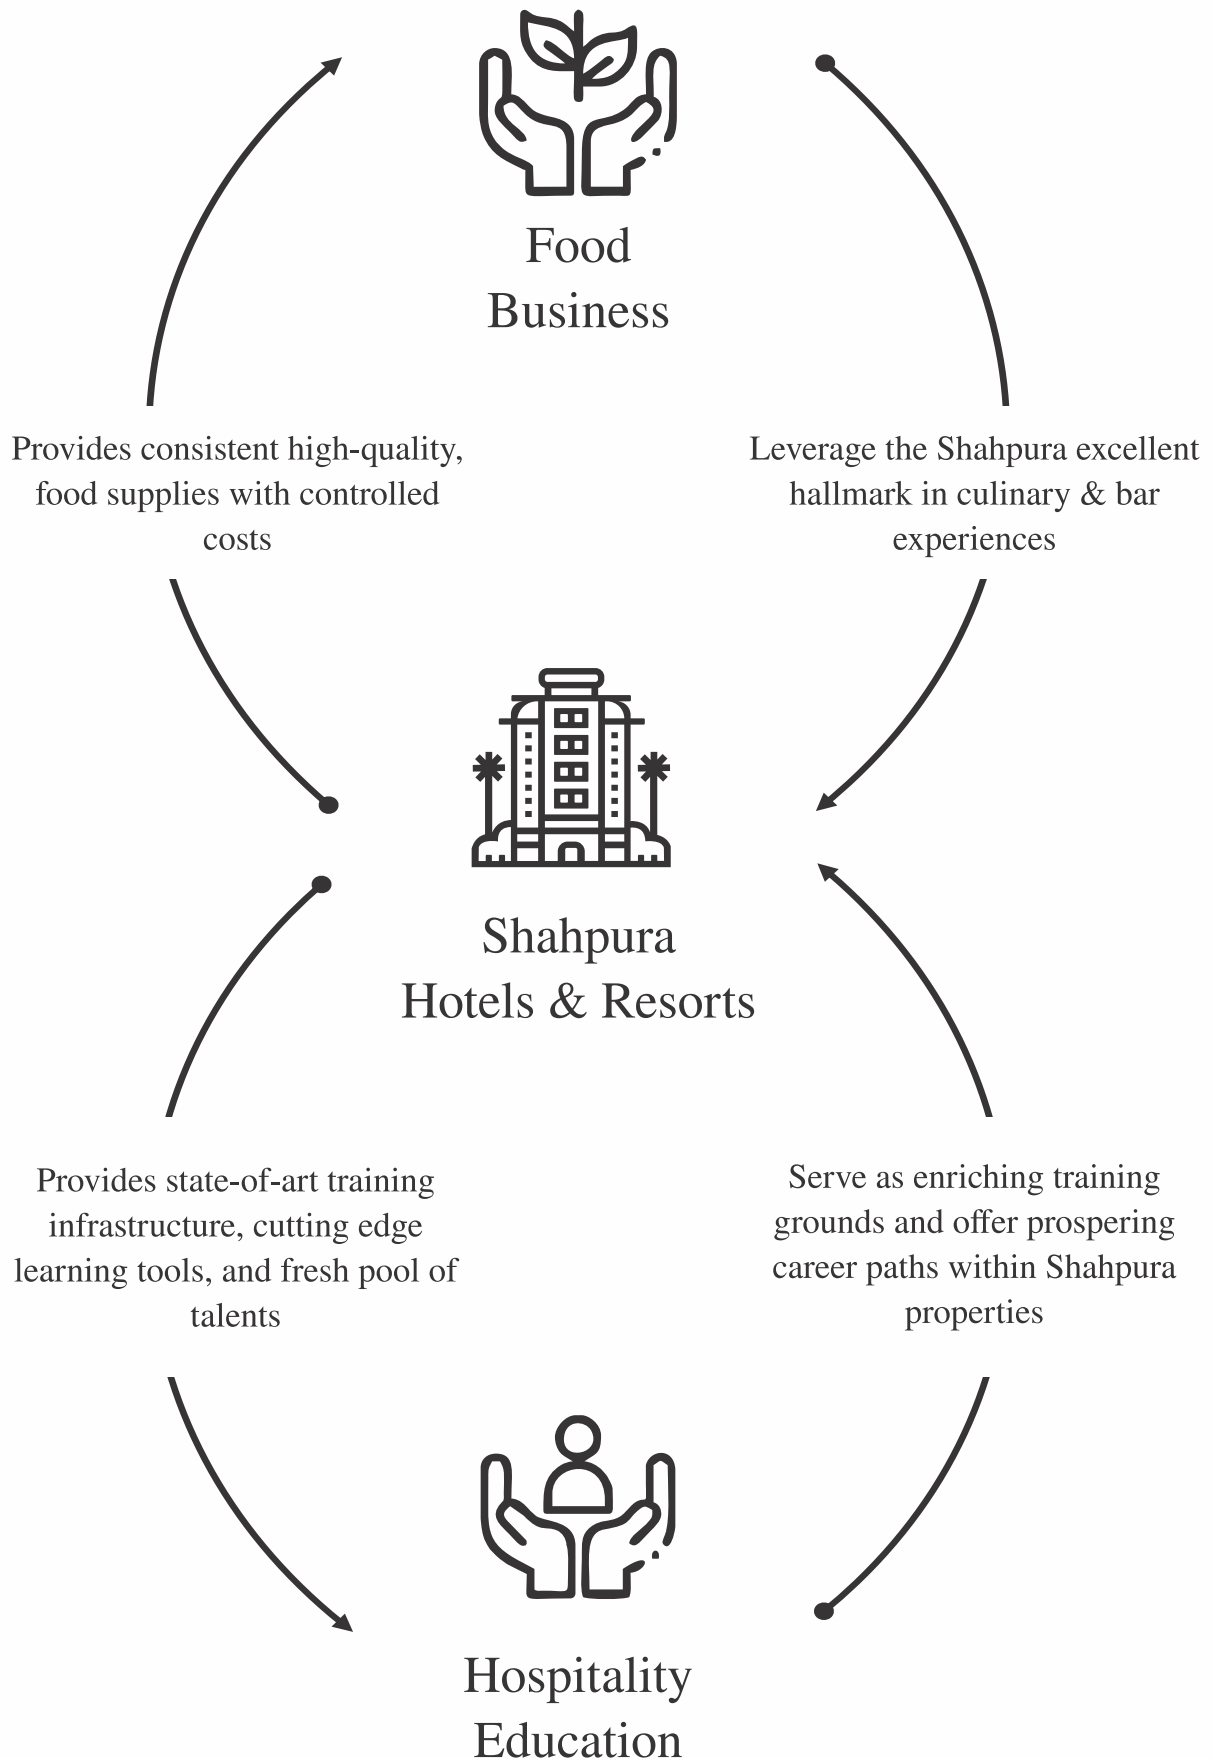 Food
Business
Provides consistent high-quality,
food supplies with controlled
costs
Leverage the Shahpura excellent
hallmark in culinary & bar
experiences
Shahpura
Hotels & Resorts
Provides state-of-art training
infrastructure, cutting edge
learning tools, and fresh pool of
talents
Serve as enriching training
grounds and offer prospering
career paths within Shahpura
properties
Hospitality
Education